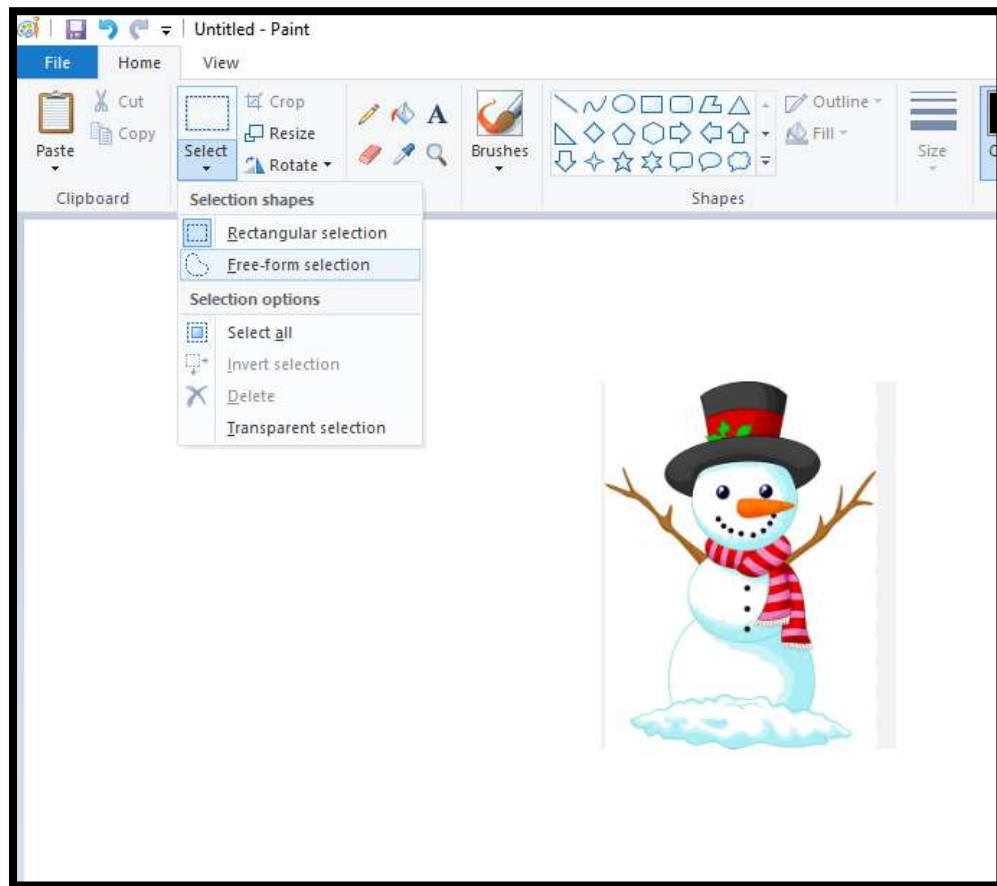 Untitled - Paint
File Home View
Cut
Copy
Paste
Clipboard
Select
Crop
Resize
Rotate
A
Brushes
Outline
Fill
Shapes
Size
Selection shapes
Rectangular selection
Free-form selection
Selection options
Select all
Invert selection
Delete
Transparent selection